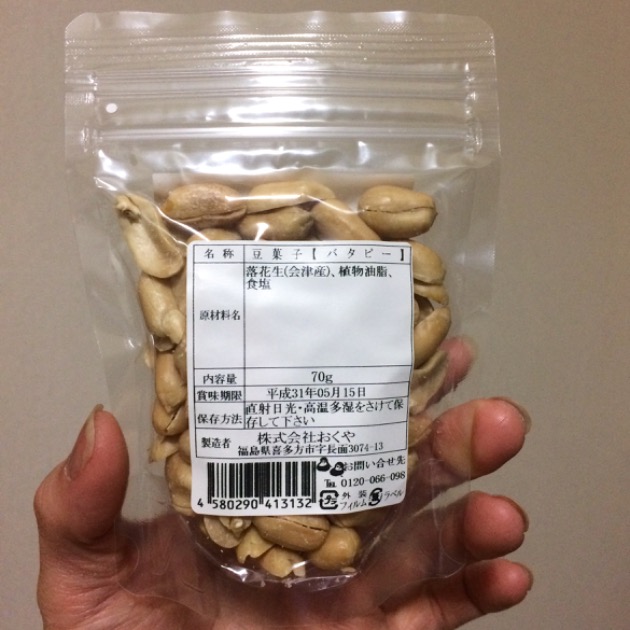 名称 豆菓子【バタピー】
原材料名 落花生(会津産)、植物油脂、
食塩
内容量 70g
賞味期限 平成31年05月15日
保存方法 直射日光・高温多湿をさけて保
存して下さい
製造者 株式会社おくや
福島県喜多方市字長面3074-13
お問い合せ先
℡ 0120-066-098
4 580290 413132
プラ 外装 フィルム ラベル